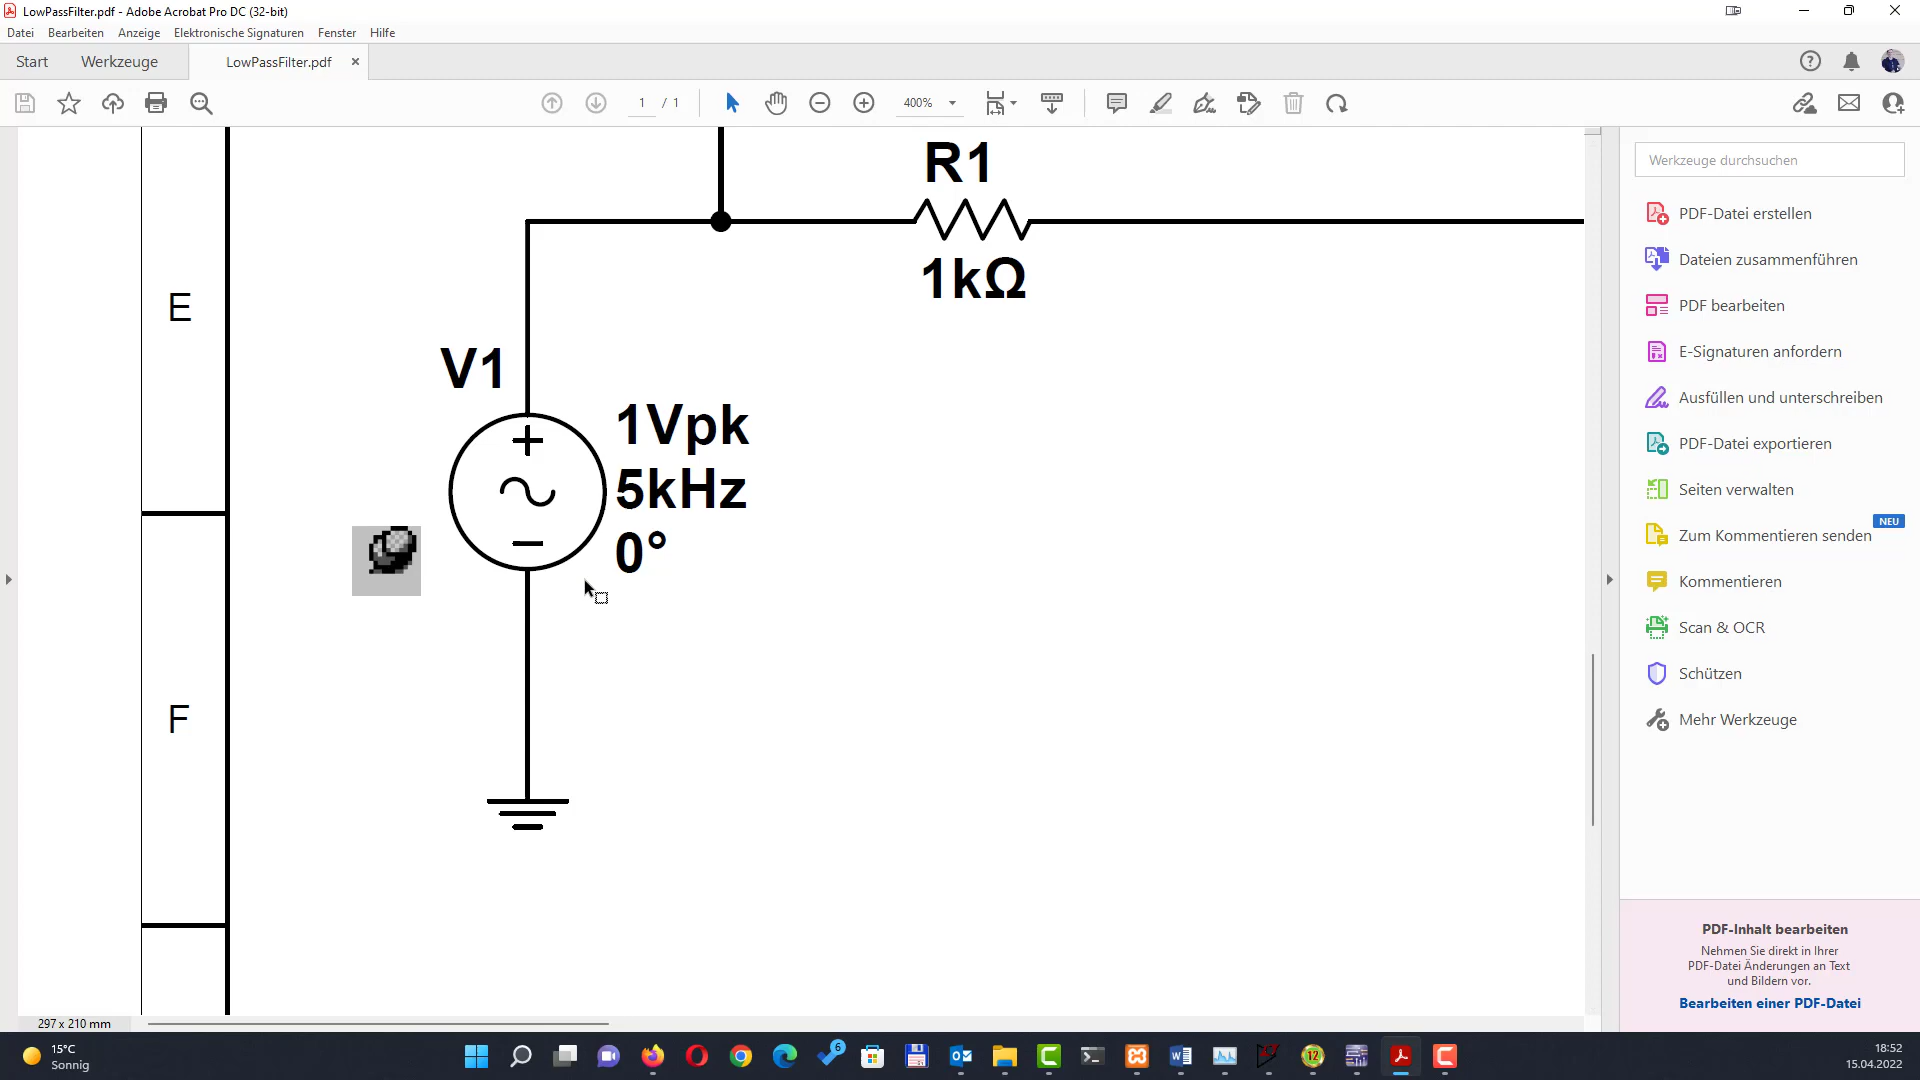 LowPassFilter.pdf - Adobe Acrobat Pro DC (32-bit)
Datei Bearbeiten Anzeige Elektronische Signaturen Fenster Hilfe
Start Werkzeuge LowPassFilter.pdf ×
1 / 1 400%
Werkzeuge durchsuchen
PDF-Datei erstellen
Dateien zusammenführen
PDF bearbeiten
E-Signaturen anfordern
Ausfüllen und unterschreiben
PDF-Datei exportieren
Seiten verwalten
NEU
Zum Kommentieren senden
Kommentieren
Scan & OCR
Schützen
Mehr Werkzeuge
PDF-Inhalt bearbeiten
Nehmen Sie direkt in Ihrer
PDF-Datei Änderungen an Text
und Bildern vor.
Bearbeiten einer PDF-Datei
R1
1kΩ
E
V1
1Vpk
5kHz
0°
F
297 x 210 mm
15°C
Sonnig
6
12
18:52
15.04.2022